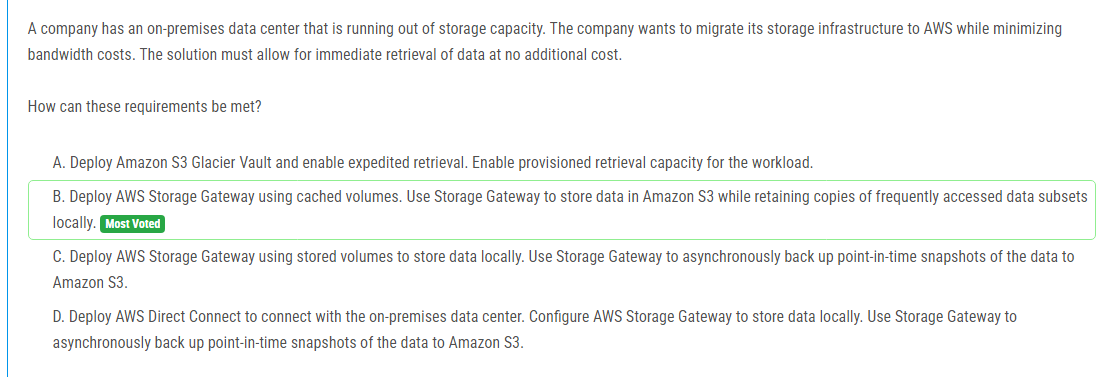 A company has an on-premises data center that is running out of storage capacity. The company wants to migrate its storage infrastructure to AWS while minimizing
bandwidth costs. The solution must allow for immediate retrieval of data at no additional cost.
How can these requirements be met?
A. Deploy Amazon S3 Glacier Vault and enable expedited retrieval. Enable provisioned retrieval capacity for the workload.
B. Deploy AWS Storage Gateway using cached volumes. Use Storage Gateway to store data in Amazon S3 while retaining copies of frequently accessed data subsets
locally. Most Voted
C. Deploy AWS Storage Gateway using stored volumes to store data locally. Use Storage Gateway to asynchronously back up point-in-time snapshots of the data to
Amazon S3.
D. Deploy AWS Direct Connect to connect with the on-premises data center. Configure AWS Storage Gateway to store data locally. Use Storage Gateway to
asynchronously back up point-in-time snapshots of the data to Amazon S3.